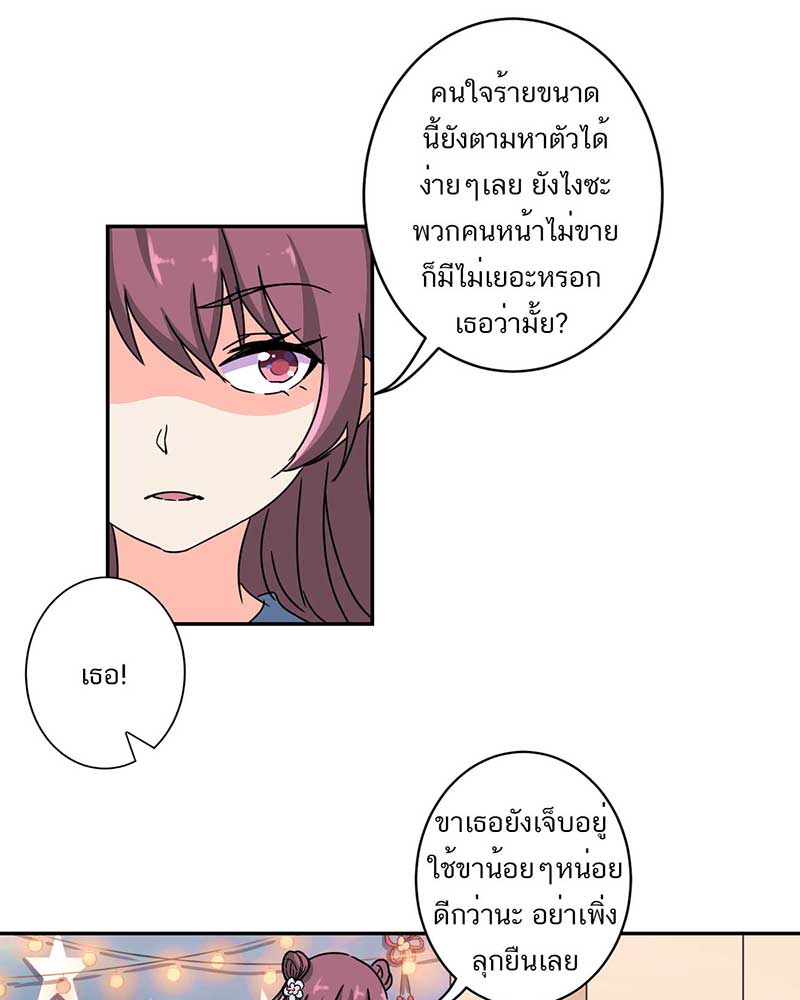 คนใจร้ายขนาด
นี้ยังตามหาตัวได้
ง่ายๆเลย ยังไงซะ
พวกคนหน้าไม่ขาย
ก็มีไม่เยอะหรอก
เธอว่ามั้ย?
เธอ!
ขาเธอยังเจ็บอยู่
ใช้ขาน้อยๆหน่อย
ดีกว่านะ อย่าเพิ่ง
ลุกยืนเลย